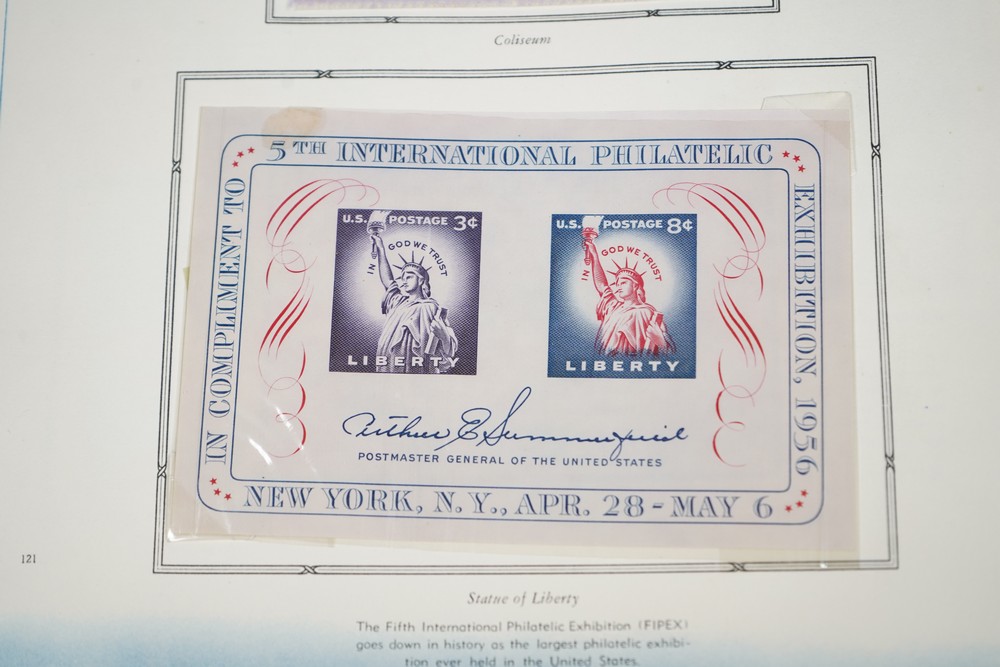 Coliseum
5TH INTERNATIONAL PHILATELIC
EXHIBITION, 1956
IN COMPLIMENT TO
U.S. POSTAGE 3¢
IN GOD WE TRUST
LIBERTY
U.S. POSTAGE 8¢
IN GOD WE TRUST
LIBERTY
Arthur E Summerfield
POSTMASTER GENERAL OF THE UNITED STATES
NEW YORK, N.Y., APR. 28 - MAY 6
121
Statue of Liberty
The Fifth International Philatelic Exhibition (FIPEX)
goes down in history as the largest philatelic exhibi-
tion ever held in the United States.